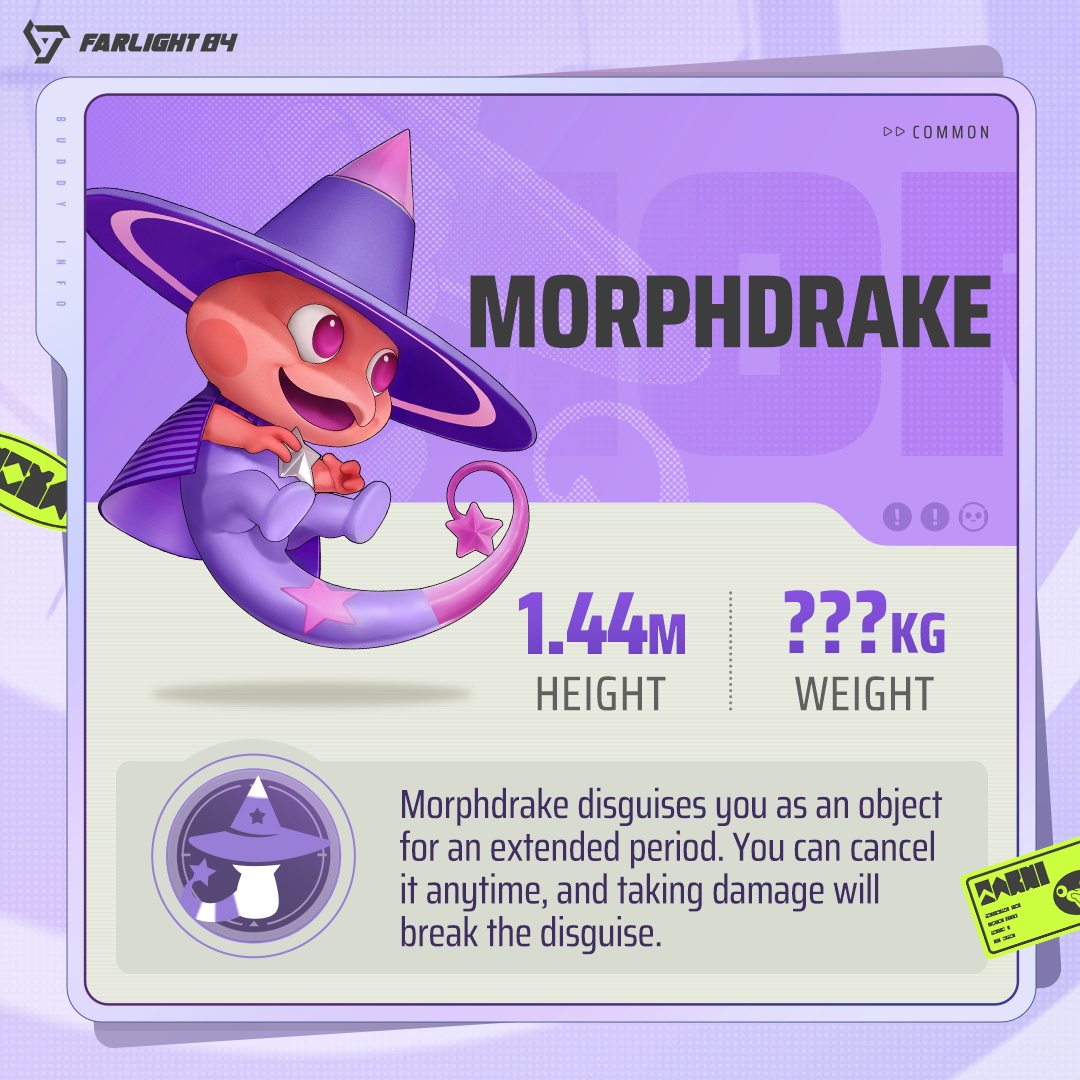 FARLIGHT 84
BUDDY INFO
COMMON
MORPHDRAKE
1.44M
???KG
HEIGHT
WEIGHT
Morphdrake disguises you as an object
for an extended period. You can cancel
it anytime, and taking damage will
break the disguise.